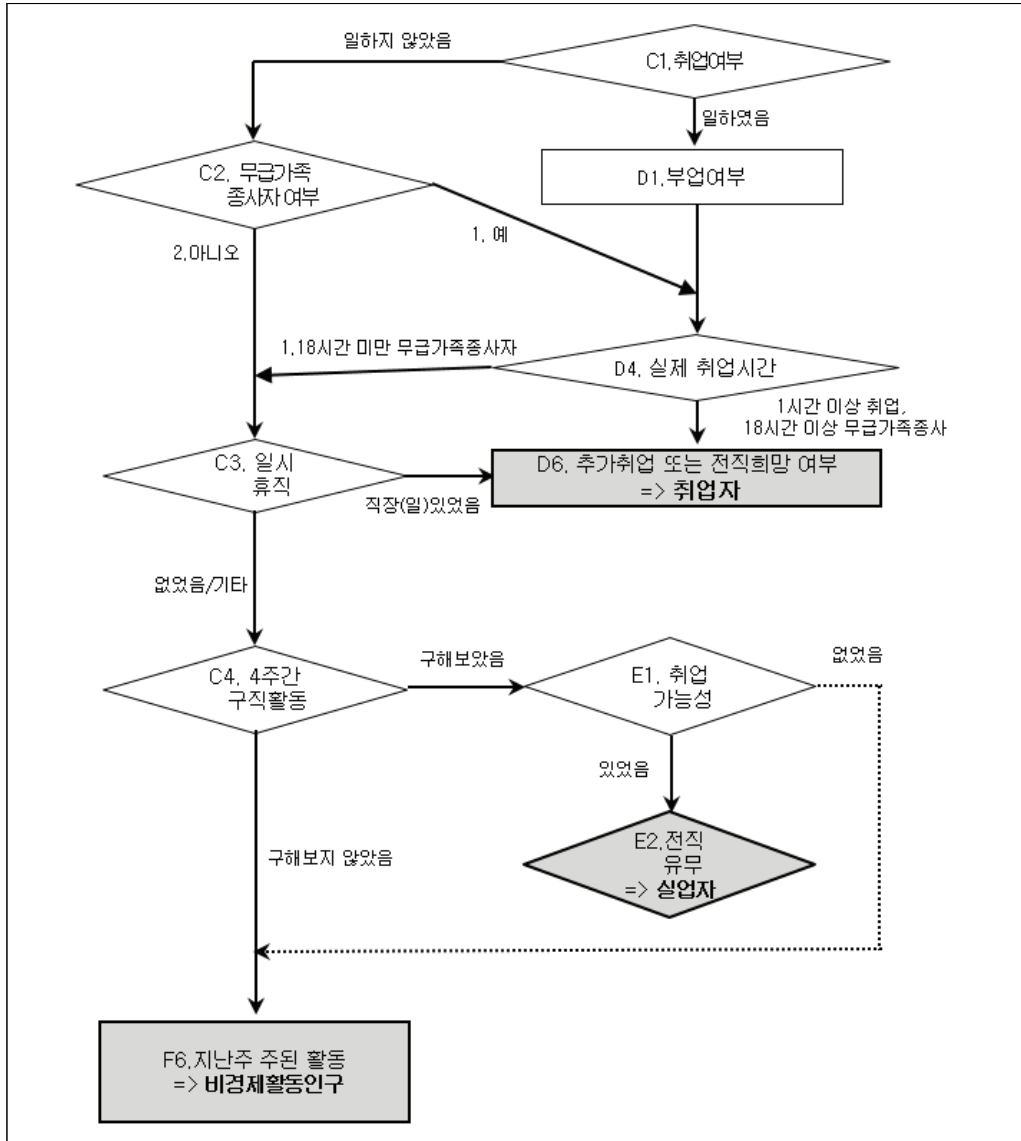 일하지 않았음
C1.취업여부
일하였음
C2. 무급가족
종사자여부
D1.부업여부
1. 예
2.아니오
1.18시간 미만 무급가족종사자
D4. 실제 취업시간
1시간 이상 취업,
18시간 이상 무급가족종사
C3. 일시
휴직
직장(일)있었음
D6. 추가취업 또는 전직희망 여부
=> 취업자
없었음/기타
C4. 4주간
구직활동
구해보았음
E1. 취업
가능성
없었음
있었음
구해보지 않았음
E2.전직
유무
=> 실업자
F6.지난주 주된 활동
=> 비경제활동인구